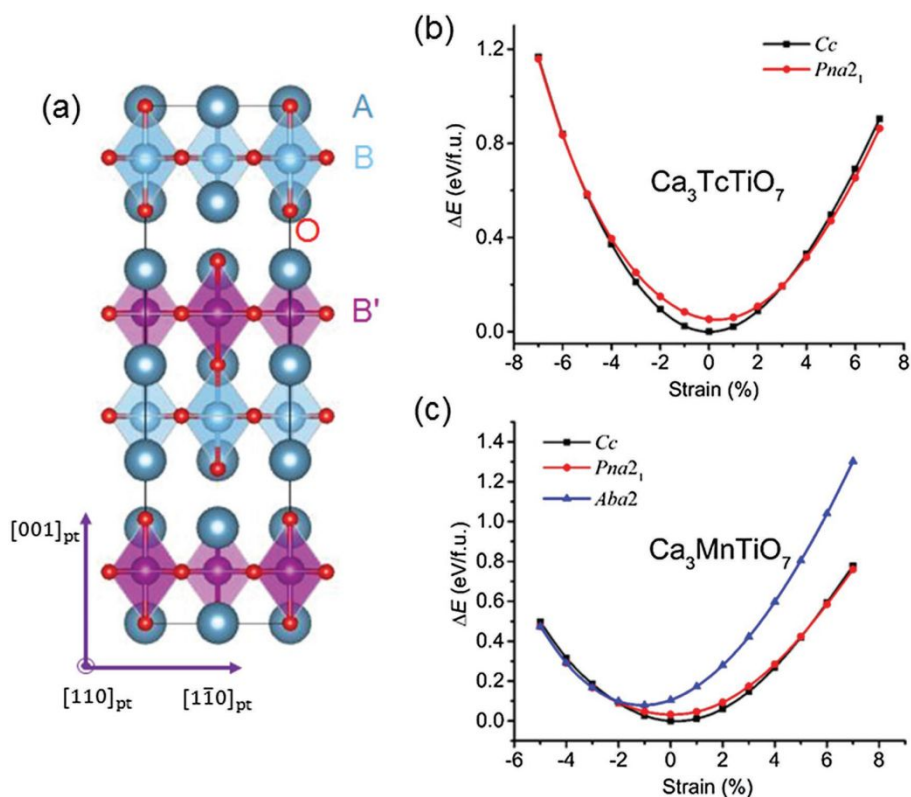 (a)
A
B
O
B'
[001]pt
[110]pt
[11̄0]pt
(b)
1.2
0.8
0.4
0.0
ΔE (eV/f.u.)
Cc
Pna2₁
Ca₃TcTiO₇
-8 -6 -4 -2 0 2 4 6 8
Strain (%)
(c)
1.4
1.2
1.0
0.8
0.6
0.4
0.2
0.0
ΔE (eV/f.u.)
Cc
Pna2₁
Aba2
Ca₃MnTiO₇
-6 -4 -2 0 2 4 6 8
Strain (%)